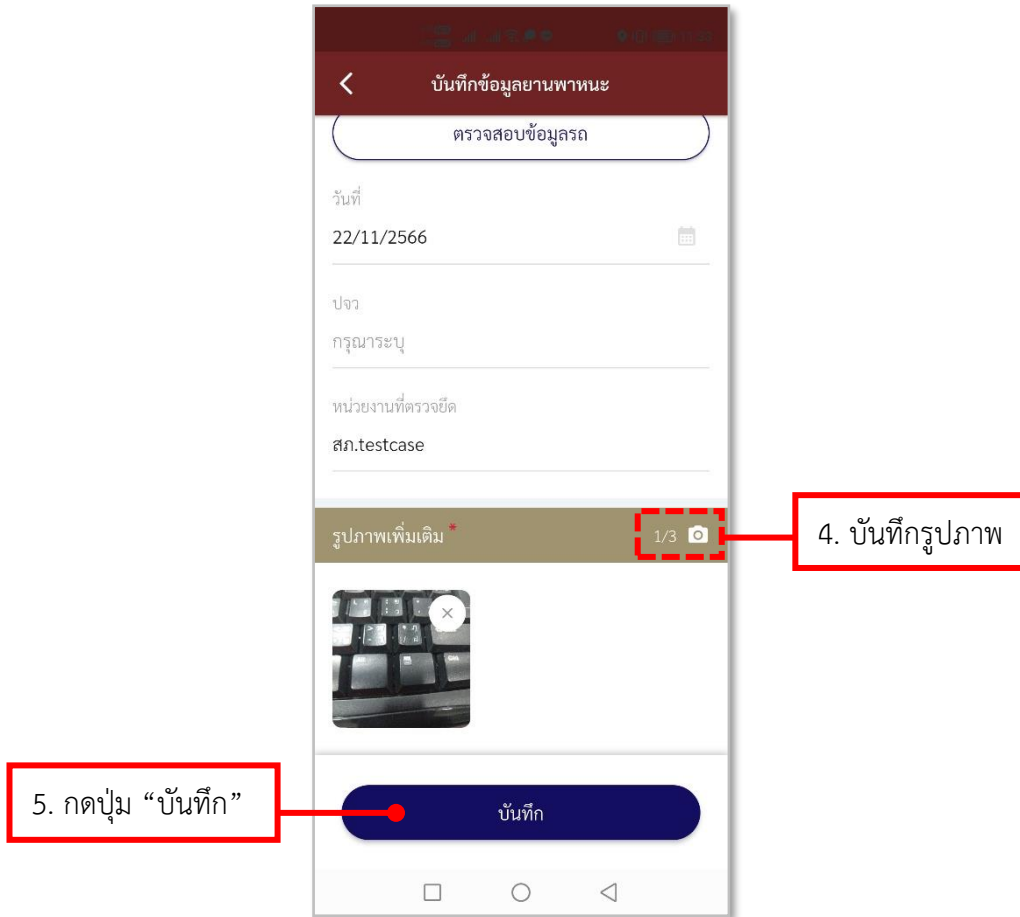 บันทึกข้อมูลยานพาหนะ
ตรวจสอบข้อมูลรถ
วันที่
22/11/2566
ปจว
กรุณาระบุ
หน่วยงานที่ตรวจยึด
สภ.testcase
รูปภาพเพิ่มเติม *
1/3
4. บันทึกรูปภาพ
5. กดปุ่ม “บันทึก”
บันทึก